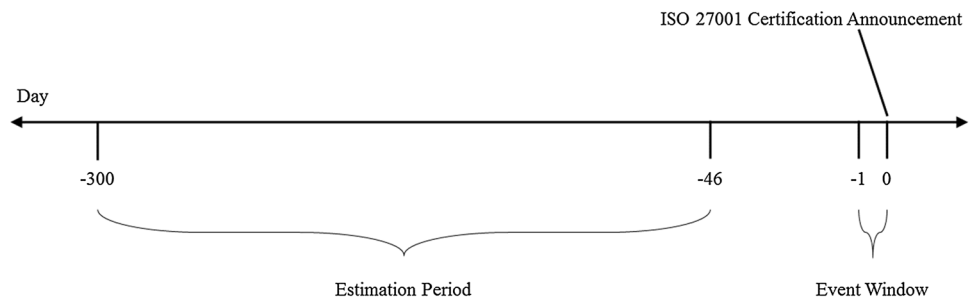 ISO 27001 Certification Announcement
Day
-300
-46
-1
0
Estimation Period
Event Window